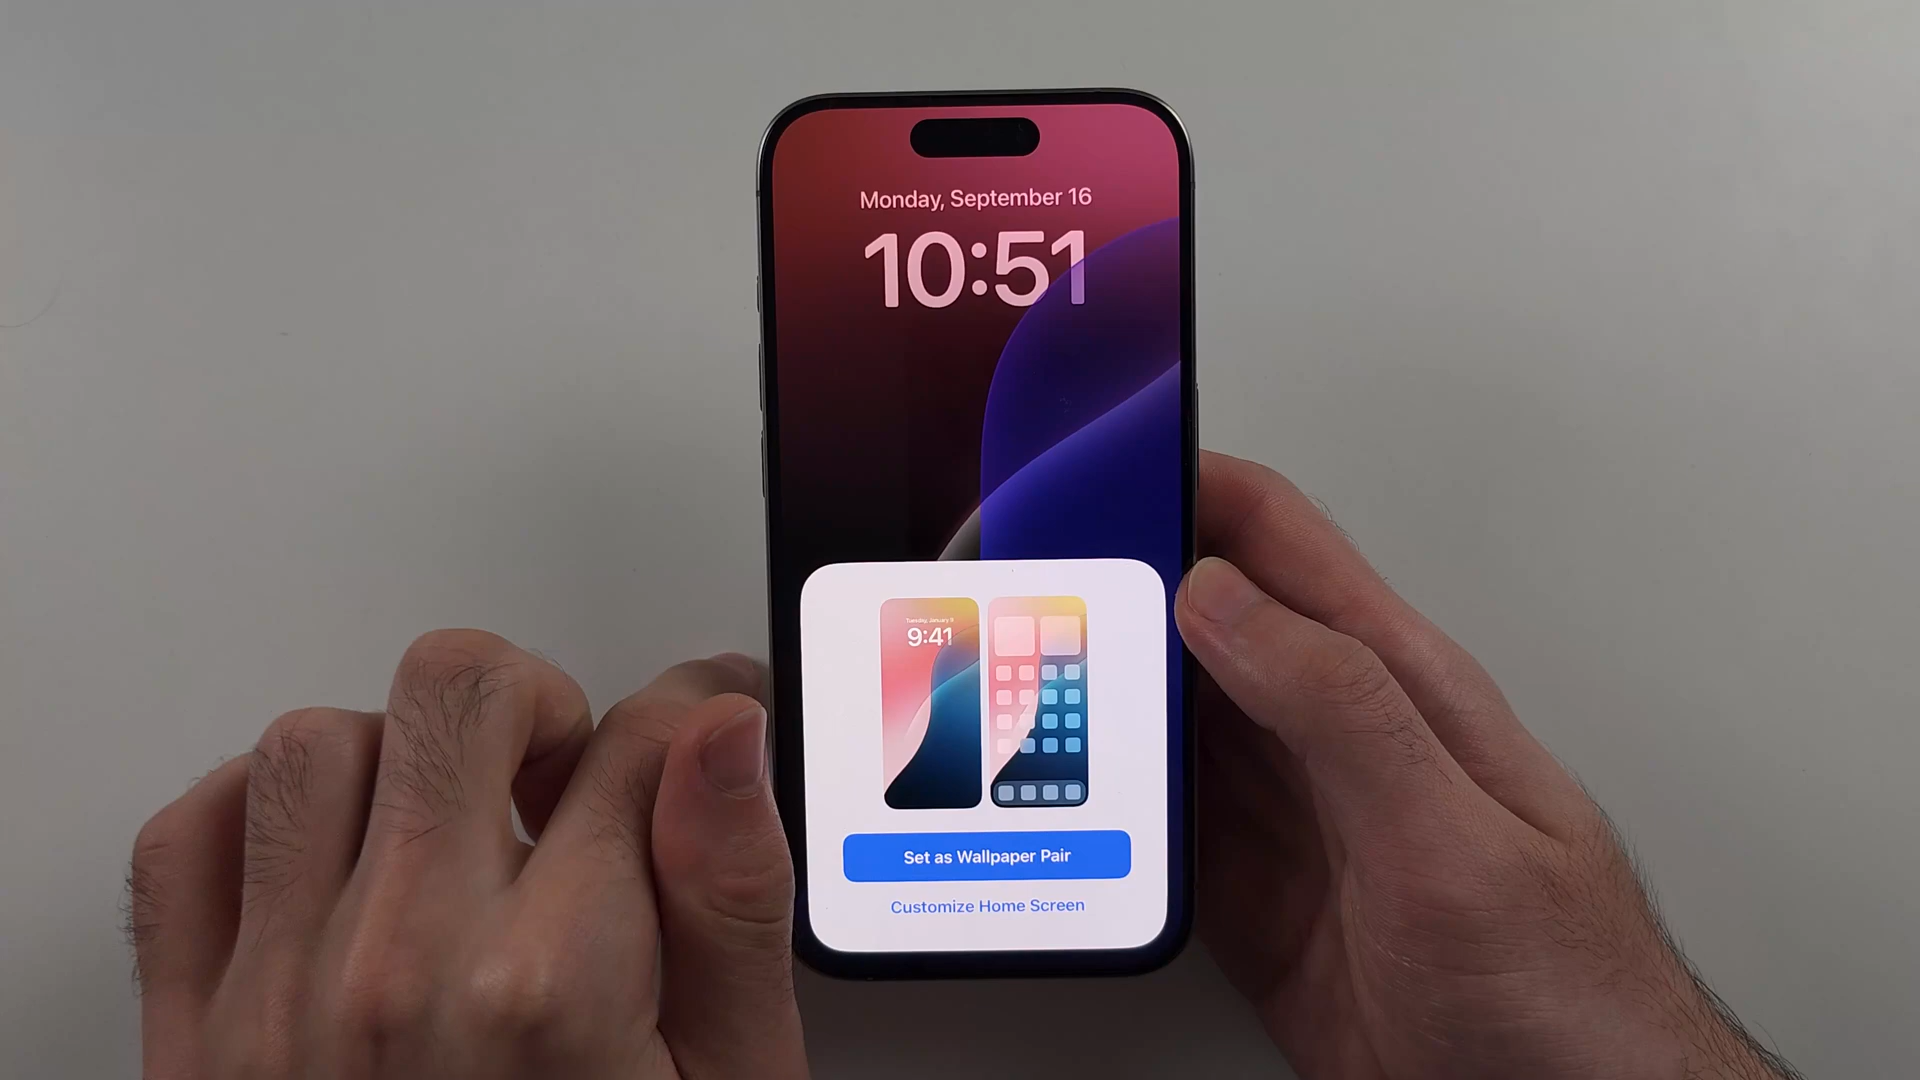 Monday, September 16
10:51
9:41
Set as Wallpaper Pair
Customize Home Screen